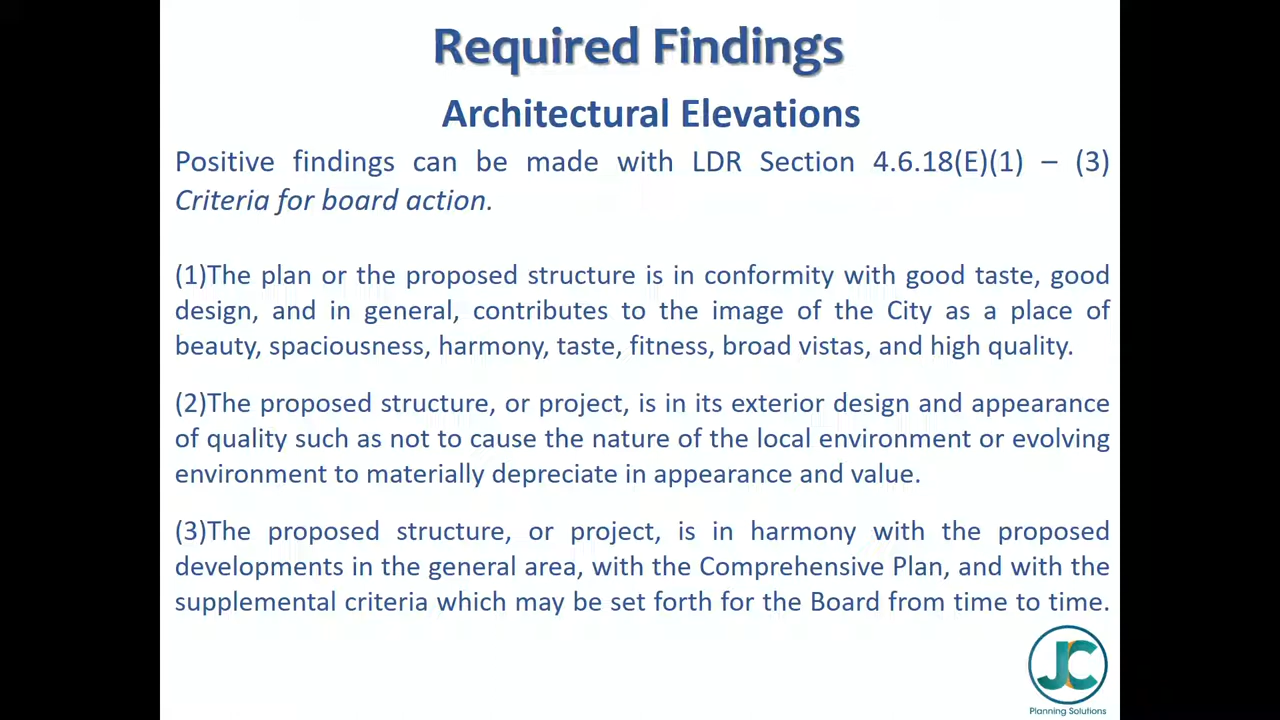 Required Findings
Architectural Elevations
Positive findings can be made with LDR Section 4.6.18(E)(1) – (3)
Criteria for board action.
(1)The plan or the proposed structure is in conformity with good taste, good
design, and in general, contributes to the image of the City as a place of
beauty, spaciousness, harmony, taste, fitness, broad vistas, and high quality.
(2)The proposed structure, or project, is in its exterior design and appearance
of quality such as not to cause the nature of the local environment or evolving
environment to materially depreciate in appearance and value.
(3)The proposed structure, or project, is in harmony with the proposed
developments in the general area, with the Comprehensive Plan, and with the
supplemental criteria which may be set forth for the Board from time to time.
JC
Planning Solutions